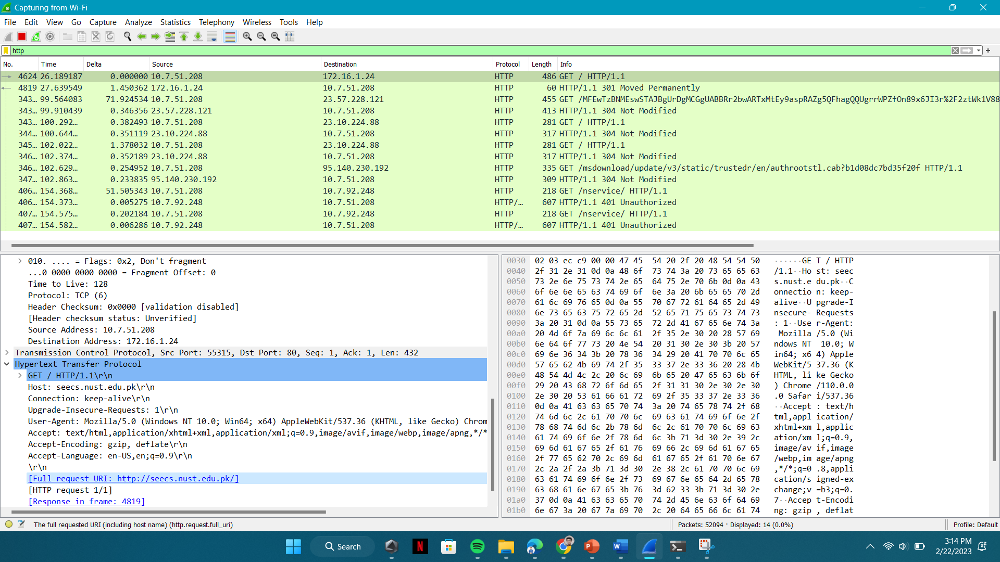 Capturing from Wi-Fi
File Edit View Go Capture Analyze Statistics Telephony Wireless Tools Help
http
No. Time Delta Source Destination Protocol Length Info
4624 26.189187 0.000000 10.7.51.208 172.16.1.24 HTTP 486 GET / HTTP/1.1
4819 27.639549 1.450362 172.16.1.24 10.7.51.208 HTTP 60 HTTP/1.1 301 Moved Permanently
343… 99.564083 71.924534 10.7.51.208 23.57.228.121 HTTP 455 GET /MFEwTzBNMEswSTAJBgUrDgMCGgUABBRr2bwARTxMtEy9aspRAZg5QFhagQQUgrrWPZfOn89x6JI3r%2F2ztWk1V88
343… 99.910439 0.346356 23.57.228.121 10.7.51.208 HTTP 413 HTTP/1.1 304 Not Modified
343… 100.292… 0.382493 10.7.51.208 23.10.224.88 HTTP 281 GET / HTTP/1.1
344… 100.644… 0.351119 23.10.224.88 10.7.51.208 HTTP 317 HTTP/1.1 304 Not Modified
345… 102.022… 1.378032 10.7.51.208 23.10.224.88 HTTP 281 GET / HTTP/1.1
346… 102.374… 0.352189 23.10.224.88 10.7.51.208 HTTP 317 HTTP/1.1 304 Not Modified
346… 102.629… 0.254952 10.7.51.208 95.140.230.192 HTTP 335 GET /msdownload/update/v3/static/trustedr/en/authrootstl.cab?b1d08dc7bd35f20f HTTP/1.1
347… 102.863… 0.233835 95.140.230.192 10.7.51.208 HTTP 309 HTTP/1.1 304 Not Modified
406… 154.368… 51.505343 10.7.51.208 10.7.92.248 HTTP 218 GET /nservice/ HTTP/1.1
406… 154.373… 0.005275 10.7.92.248 10.7.51.208 HTTP/… 607 HTTP/1.1 401 Unauthorized
407… 154.575… 0.202184 10.7.51.208 10.7.92.248 HTTP 218 GET /nservice/ HTTP/1.1
407… 154.582… 0.006286 10.7.92.248 10.7.51.208 HTTP/… 607 HTTP/1.1 401 Unauthorized
010. .... = Flags: 0x2, Don't fragment
...0 0000 0000 0000 = Fragment Offset: 0
Time to Live: 128
Protocol: TCP (6)
Header Checksum: 0x0000 [validation disabled]
[Header checksum status: Unverified]
Source Address: 10.7.51.208
Destination Address: 172.16.1.24
Transmission Control Protocol, Src Port: 55315, Dst Port: 80, Seq: 1, Ack: 1, Len: 432
Hypertext Transfer Protocol
GET / HTTP/1.1\r\n
Host: seecs.nust.edu.pk\r\n
Connection: keep-alive\r\n
Upgrade-Insecure-Requests: 1\r\n
User-Agent: Mozilla/5.0 (Windows NT 10.0; Win64; x64) AppleWebKit/537.36 (KHTML, like Gecko) Chrom
Accept: text/html,application/xhtml+xml,application/xml;q=0.9,image/avif,image/webp,image/apng,*/*
Accept-Encoding: gzip, deflate\r\n
Accept-Language: en-US,en;q=0.9\r\n
\r\n
[Full request URI: http://seecs.nust.edu.pk/]
[HTTP request 1/1]
[Response in frame: 4819]
0030 02 03 ec c9 00 00 47 45 54 20 2f 20 48 54 54 50 ······GE T / HTTP
0040 2f 31 2e 31 0d 0a 48 6f 73 74 3a 20 73 65 65 63 /1.1··Ho st: seec
0050 73 2e 6e 75 73 74 2e 65 64 75 2e 70 6b 0d 0a 43 s.nust.e du.pk··C
0060 6f 6e 6e 65 63 74 69 6f 6e 3a 20 6b 65 65 70 2d onnectio n: keep-
0070 61 6c 69 76 65 0d 0a 55 70 67 72 61 64 65 2d 49 alive··U pgrade-I
0080 6e 73 65 63 75 72 65 2d 52 65 71 75 65 73 74 73 nsecure- Requests
0090 3a 20 31 0d 0a 55 73 65 72 2d 41 67 65 6e 74 3a : 1··Use r-Agent:
00a0 20 4d 6f 7a 69 6c 6c 61 2f 35 2e 30 20 28 57 69 Mozilla /5.0 (Wi
00b0 6e 64 6f 77 73 20 4e 54 20 31 30 2e 30 3b 20 57 ndows NT 10.0; W
00c0 69 6e 36 34 3b 20 78 36 34 29 20 41 70 70 6c 65 in64; x6 4) Apple
00d0 57 65 62 4b 69 74 2f 35 33 37 2e 33 36 20 28 4b WebKit/5 37.36 (K
00e0 48 54 4d 4c 2c 20 6c 69 6b 65 20 47 65 63 6b 6f HTML, li ke Gecko
00f0 29 20 43 68 72 6f 6d 65 2f 31 31 30 2e 30 2e 30 ) Chrome /110.0.0
0100 2e 30 20 53 61 66 61 72 69 2f 35 33 37 2e 33 36 .0 Safar i/537.36
0110 0d 0a 41 63 63 65 70 74 3a 20 74 65 78 74 2f 68 ··Accept : text/h
0120 74 6d 6c 2c 61 70 70 6c 69 63 61 74 69 6f 6e 2f tml,appl ication/
0130 78 68 74 6d 6c 2b 78 6d 6c 2c 61 70 70 6c 69 63 xhtml+xm l,applic
0140 61 74 69 6f 6e 2f 78 6d 6c 3b 71 3d 30 2e 39 2c ation/xm l;q=0.9,
0150 69 6d 61 67 65 2f 61 76 69 66 2c 69 6d 61 67 65 image/av if,image
0160 2f 77 65 62 70 2c 69 6d 61 67 65 2f 61 70 6e 67 /webp,im age/apng
0170 2c 2a 2f 2a 3b 71 3d 30 2e 38 2c 61 70 70 6c 69 ,*/*;q=0 .8,appli
0180 63 61 74 69 6f 6e 2f 73 69 67 6e 65 64 2d 65 78 cation/s igned-ex
0190 63 68 61 6e 67 65 3b 76 3d 62 33 3b 71 3d 30 2e change;v =b3;q=0.
01a0 37 0d 0a 41 63 63 65 70 74 2d 45 6e 63 6f 64 69 7··Accep t-Encodi
01b0 6e 67 3a 20 67 7a 69 70 2c 20 64 65 66 6c 61 74 ng: gzip , deflat
The full requested URI (including host name) (http.request.full_uri)
Packets: 52094 · Displayed: 14 (0.0%)
Profile: Default
Search
3:14 PM
2/22/2023